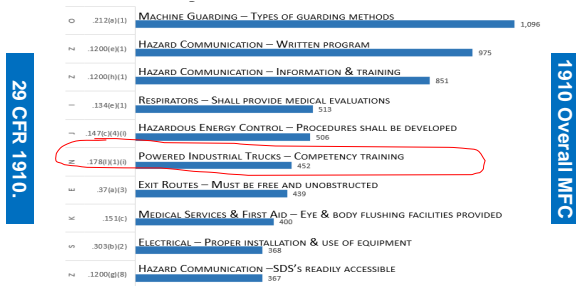 29 CFR 1910.
1910 Overall MFC
O .212(a)(1) MACHINE GUARDING – TYPES OF GUARDING METHODS 1,096
Z .1200(e)(1) HAZARD COMMUNICATION – WRITTEN PROGRAM 975
Z .1200(h)(1) HAZARD COMMUNICATION – INFORMATION & TRAINING 851
I .134(e)(1) RESPIRATORS – SHALL PROVIDE MEDICAL EVALUATIONS 513
J .147(c)(4)(i) HAZARDOUS ENERGY CONTROL – PROCEDURES SHALL BE DEVELOPED 506
N .178(l)(1)(i) POWERED INDUSTRIAL TRUCKS – COMPETENCY TRAINING 452
E .37(a)(3) EXIT ROUTES – MUST BE FREE AND UNOBSTRUCTED 439
K .151(c) MEDICAL SERVICES & FIRST AID – EYE & BODY FLUSHING FACILITIES PROVIDED 400
S .303(b)(2) ELECTRICAL – PROPER INSTALLATION & USE OF EQUIPMENT 368
Z .1200(g)(8) HAZARD COMMUNICATION –SDS'S READILY ACCESSIBLE 367